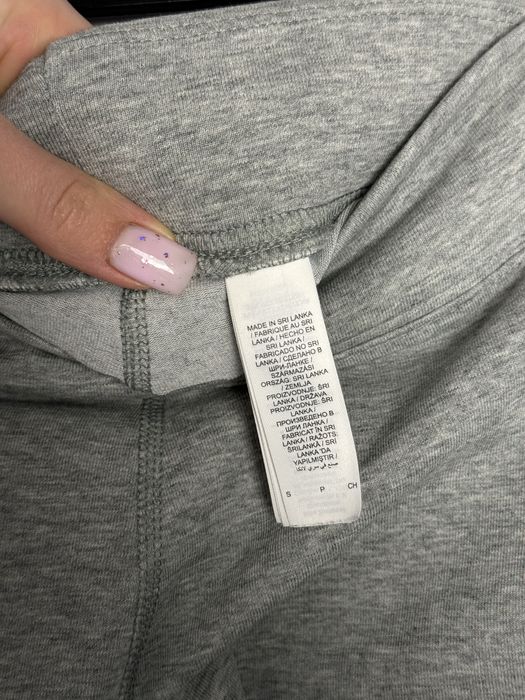 MADE IN SRI LANKA
/ FABRIQUE AU SRI
LANKA / HECHO EN
SRI LANKA /
FABRICADO NO SRI
LANKA / СДЕЛАНО В
ШРИ-ЛАНКЕ /
SZÁRMAZÁSI
ORSZÁG: SRI LANKA
/ ZEMLJA
PROIZVODNJE: ŠRI
LANKA / DRŽAVA
PROIZVODNJE: ŠRI
LANKA /
ПРОИЗВЕДЕНО В
ШРИ ЛАНКА /
FABRICAT ÎN SRI
LANKA / RAŽOTS:
ŠRILANKĀ / SRİ
LANKA 'DA
YAPILMIŞTIR /
صنع في سري لانكا
S P CH